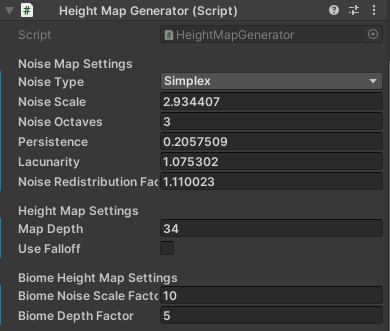 Height Map Generator (Script)
Script HeightMapGenerator
Noise Map Settings
Noise Type Simplex
Noise Scale 2.934407
Noise Octaves 3
Persistence 0.2057509
Lacunarity 1.075302
Noise Redistribution Fac 1.110023
Height Map Settings
Map Depth 34
Use Falloff
Biome Height Map Settings
Biome Noise Scale Facto 10
Biome Depth Factor 5